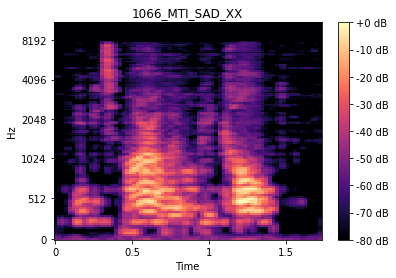 1066_MTI_SAD_XX
Hz
8192
4096
2048
1024
512
0
0 0.5 1 1.5
Time
+0 dB
-10 dB
-20 dB
-30 dB
-40 dB
-50 dB
-60 dB
-70 dB
-80 dB